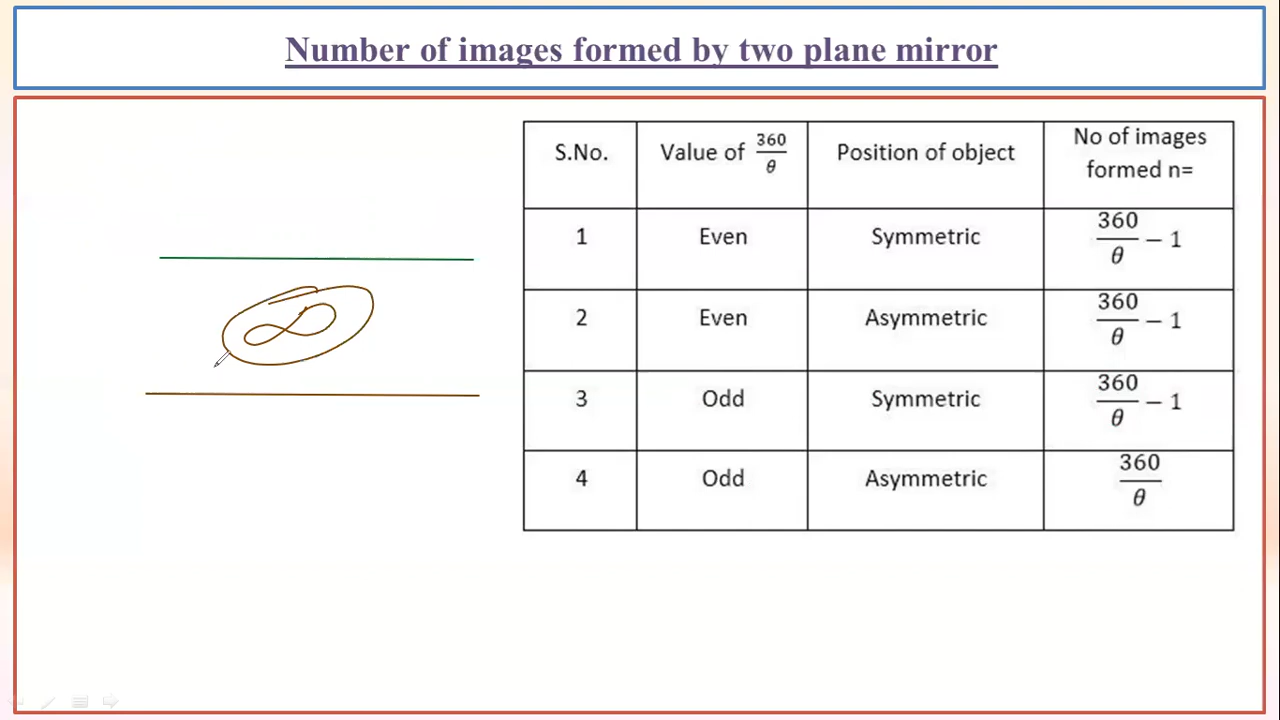 Number of images formed by two plane mirror
∞
S.No. Value of 360/θ Position of object No of images formed n=
1 Even Symmetric 360/θ − 1
2 Even Asymmetric 360/θ − 1
3 Odd Symmetric 360/θ − 1
4 Odd Asymmetric 360/θ